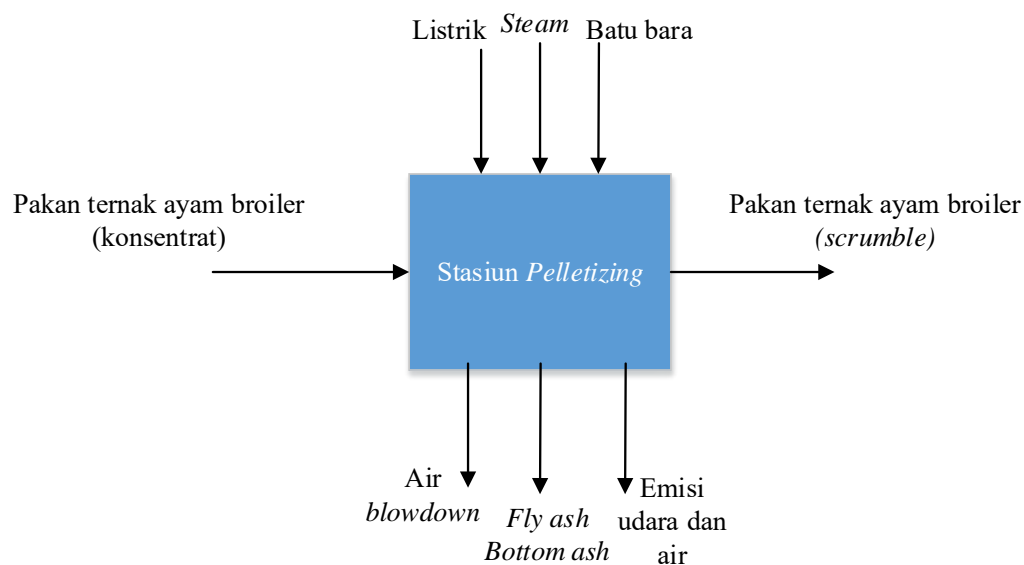 Listrik
Steam
Batu bara
Pakan ternak ayam broiler
(konsentrat)
Stasiun Pelletizing
Pakan ternak ayam broiler
(scrumble)
Air
blowdown
Fly ash
Bottom ash
Emisi
udara dan
air